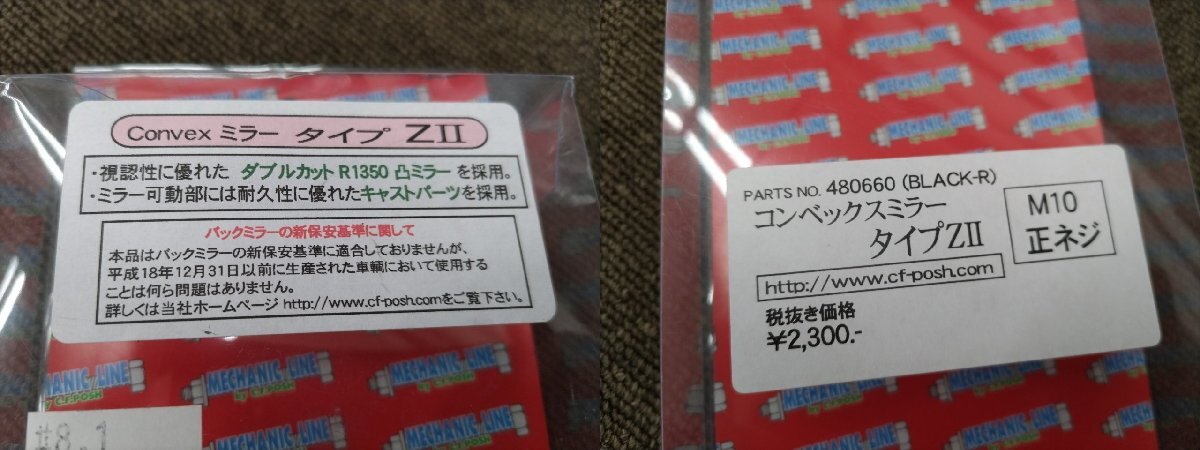 Convex ミラー タイプ ZII
・視認性に優れた ダブルカット R1350 凸ミラー を採用。
・ミラー可動部には耐久性に優れたキャストパーツを採用。
バックミラーの新保安基準に関して
本品はバックミラーの新保安基準に適合しておりませんが、
平成18年12月31日以前に生産された車輌において使用する
ことは何ら問題はありません。
詳しくは当社ホームページ http://www.cf-posh.comをご覧下さい。
MECHANIC LINE
by C.F.POSH
#8.1
PARTS NO. 480660 (BLACK-R)
コンベックスミラー
タイプZII
M10
正ネジ
http://www.cf-posh.com
税抜き価格
¥2,300.-